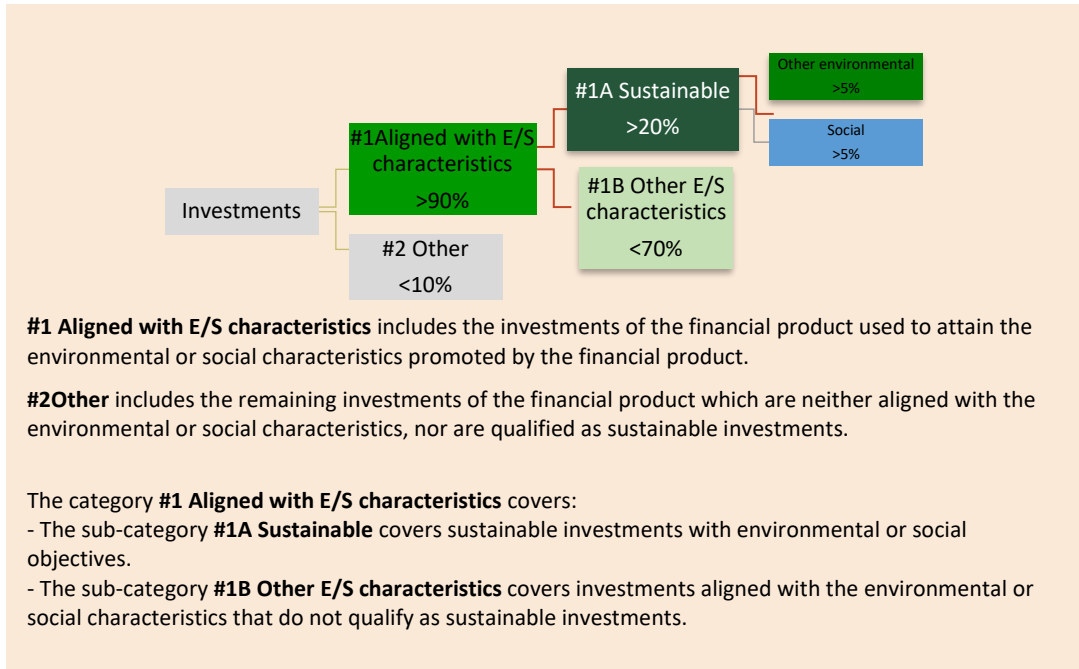 Other environmental
>5%
#1A Sustainable
>20%
Social
>5%
#1Aligned with E/S
characteristics
>90%
#1B Other E/S
characteristics
<70%
Investments
#2 Other
<10%
#1 Aligned with E/S characteristics includes the investments of the financial product used to attain the
environmental or social characteristics promoted by the financial product.
#2Other includes the remaining investments of the financial product which are neither aligned with the
environmental or social characteristics, nor are qualified as sustainable investments.
The category #1 Aligned with E/S characteristics covers:
- The sub-category #1A Sustainable covers sustainable investments with environmental or social
objectives.
- The sub-category #1B Other E/S characteristics covers investments aligned with the environmental or
social characteristics that do not qualify as sustainable investments.